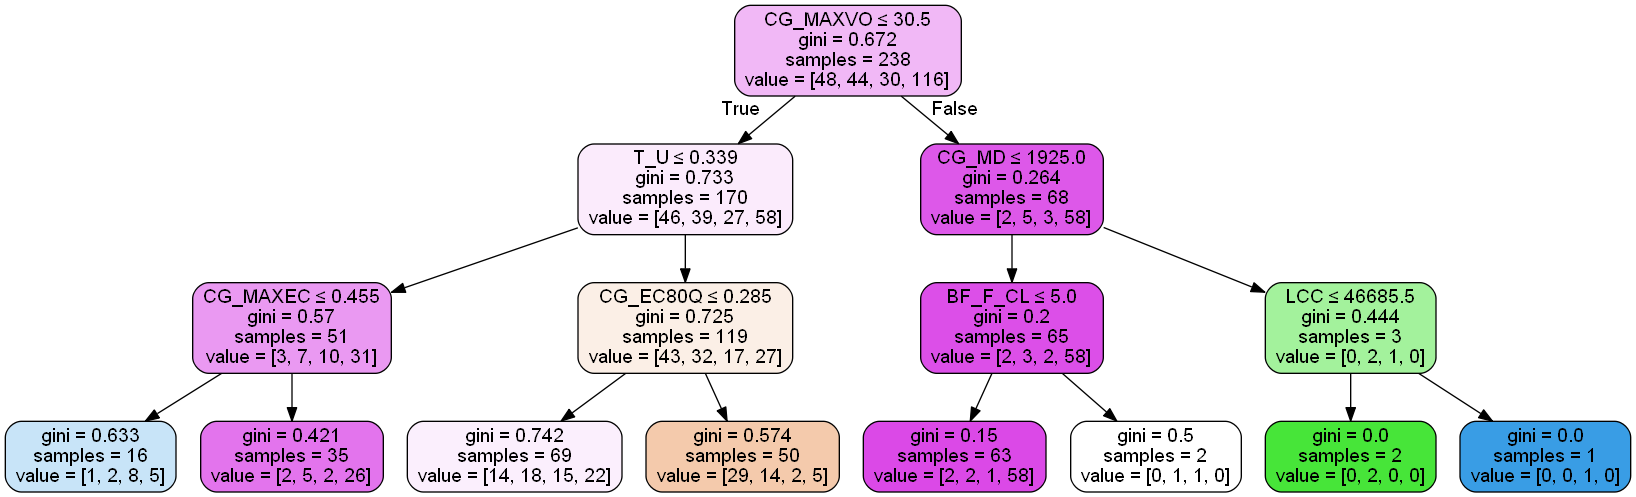 CG_MAXVO ≤ 30.5
gini = 0.672
samples = 238
value = [48, 44, 30, 116]
True
False
T_U ≤ 0.339
gini = 0.733
samples = 170
value = [46, 39, 27, 58]
CG_MD ≤ 1925.0
gini = 0.264
samples = 68
value = [2, 5, 3, 58]
CG_MAXEC ≤ 0.455
gini = 0.57
samples = 51
value = [3, 7, 10, 31]
CG_EC80Q ≤ 0.285
gini = 0.725
samples = 119
value = [43, 32, 17, 27]
BF_F_CL ≤ 5.0
gini = 0.2
samples = 65
value = [2, 3, 2, 58]
LCC ≤ 46685.5
gini = 0.444
samples = 3
value = [0, 2, 1, 0]
gini = 0.633
samples = 16
value = [1, 2, 8, 5]
gini = 0.421
samples = 35
value = [2, 5, 2, 26]
gini = 0.742
samples = 69
value = [14, 18, 15, 22]
gini = 0.574
samples = 50
value = [29, 14, 2, 5]
gini = 0.15
samples = 63
value = [2, 2, 1, 58]
gini = 0.5
samples = 2
value = [0, 1, 1, 0]
gini = 0.0
samples = 2
value = [0, 2, 0, 0]
gini = 0.0
samples = 1
value = [0, 0, 1, 0]